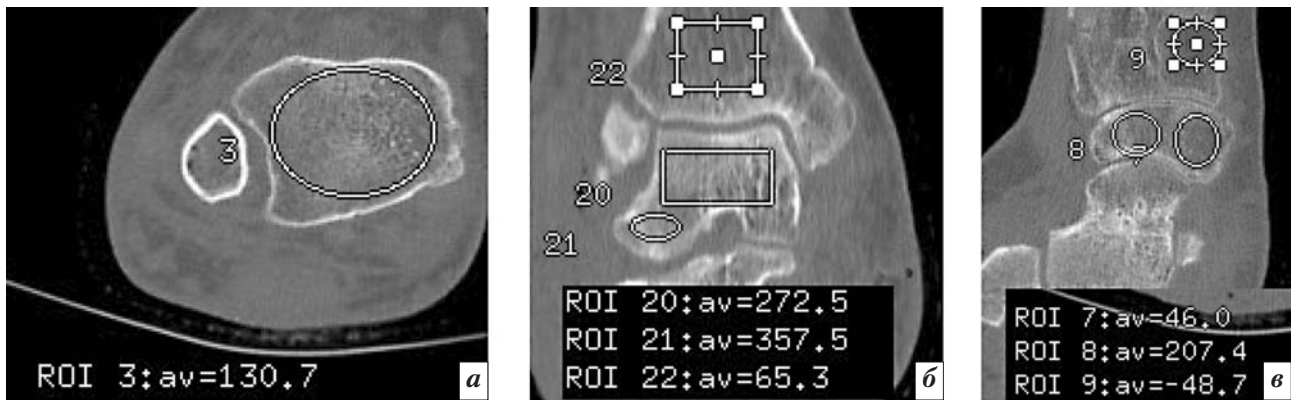 3
ROI 3:av=130.7
а
22
20
21
ROI 20:av=272.5
ROI 21:av=357.5
ROI 22:av=65.3
б
9
8
7
ROI 7:av=46.0
ROI 8:av=207.4
ROI 9:av=-48.7
в